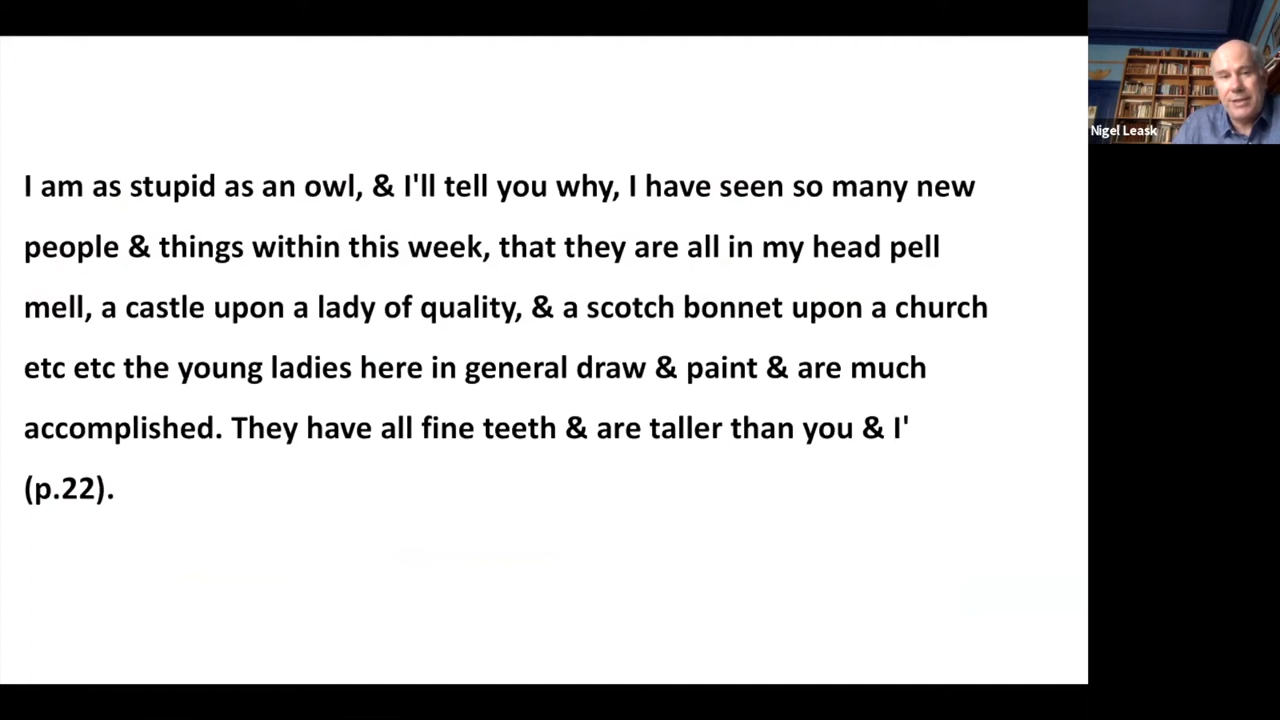 I am as stupid as an owl, & I'll tell you why, I have seen so many new
people & things within this week, that they are all in my head pell
mell, a castle upon a lady of quality, & a scotch bonnet upon a church
etc etc the young ladies here in general draw & paint & are much
accomplished. They have all fine teeth & are taller than you & I'
(p.22).
Nigel Leask